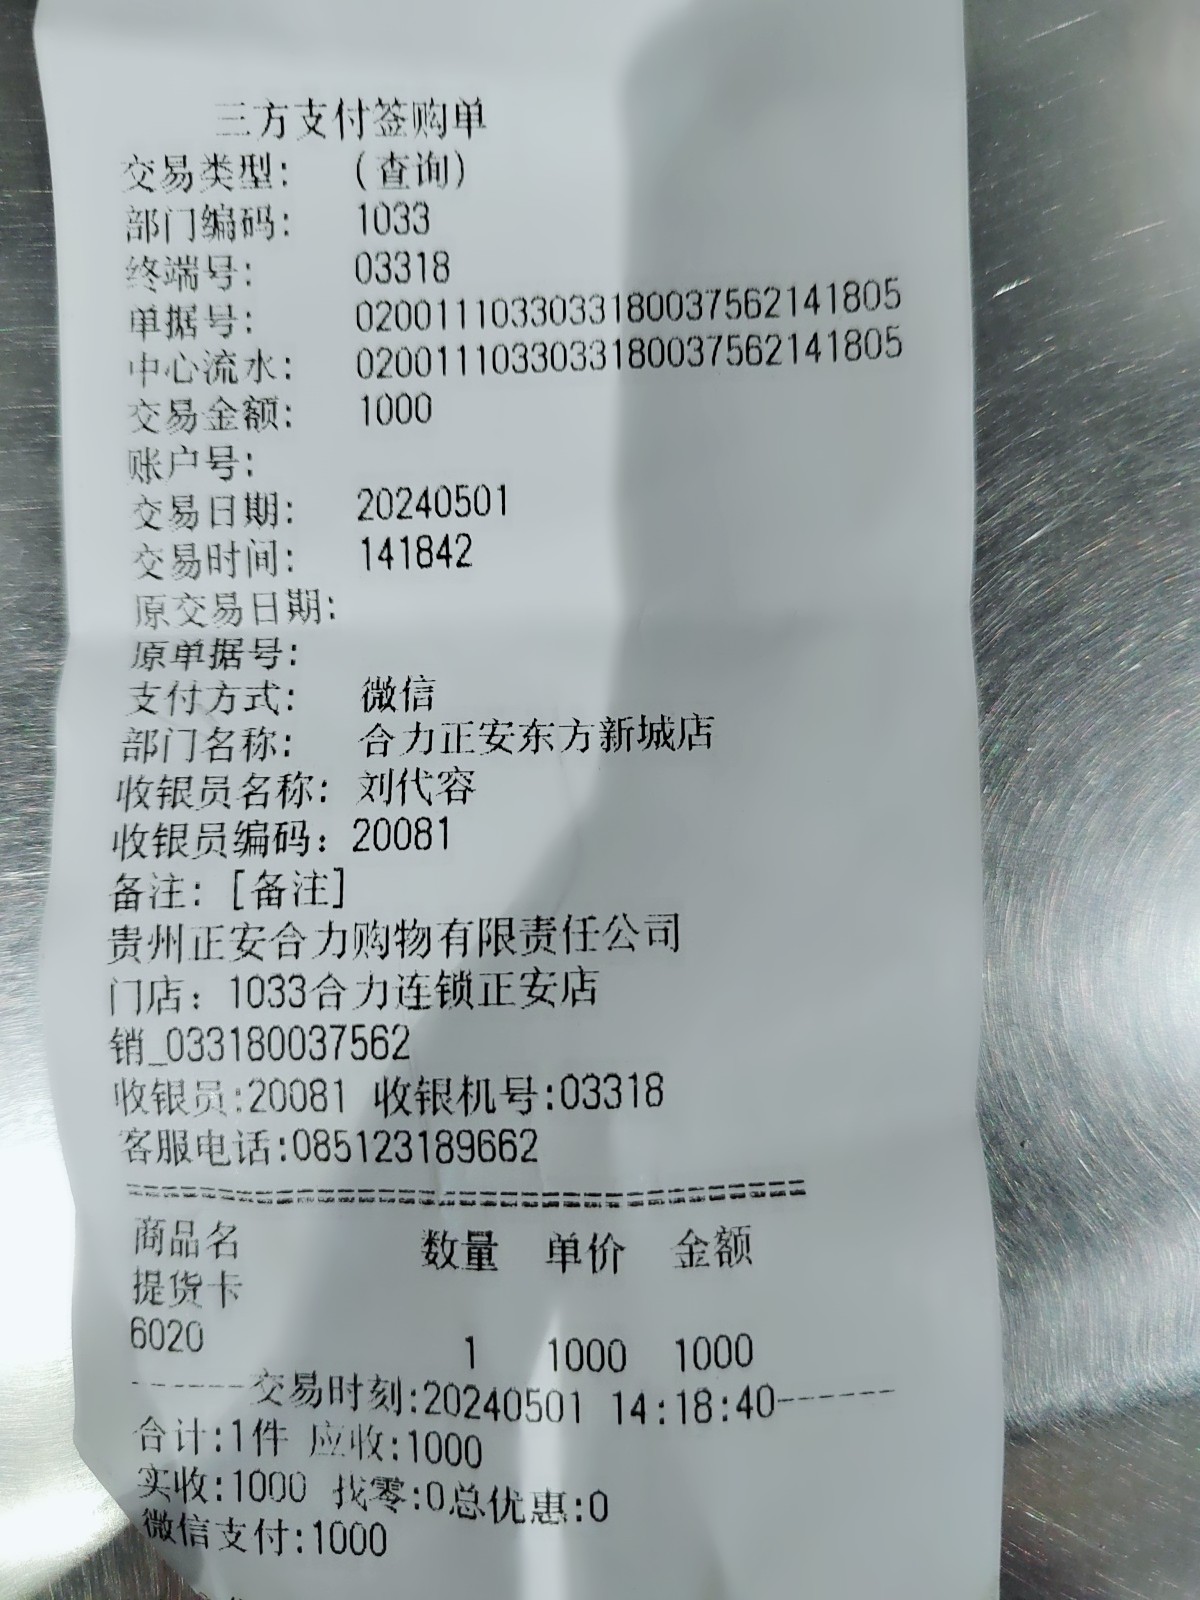 三方支付签购单
交易类型: (查询)
部门编码: 1033
终端号: 03318
单据号: 020011103303318003756214​1805
中心流水: 0200111033033180037562141805
交易金额: 1000
账户号:
交易日期: 20240501
交易时间: 141842
原交易日期:
原单据号:
支付方式: 微信
部门名称: 合力正安东方新城店
收银员名称: 刘代容
收银员编码: 20081
备注: [备注]
贵州正安合力购物有限责任公司
门店: 1033合力连锁正安店
销_033180037562
收银员:20081 收银机号:03318
客服电话:085123189662
==================================
商品名 数量 单价 金额
提货卡
6020
1 1000 1000
------交易时刻:20240501 14:18:40------
合计:1件 应收:1000
实收:1000 找零:0总优惠:0
微信支付:1000